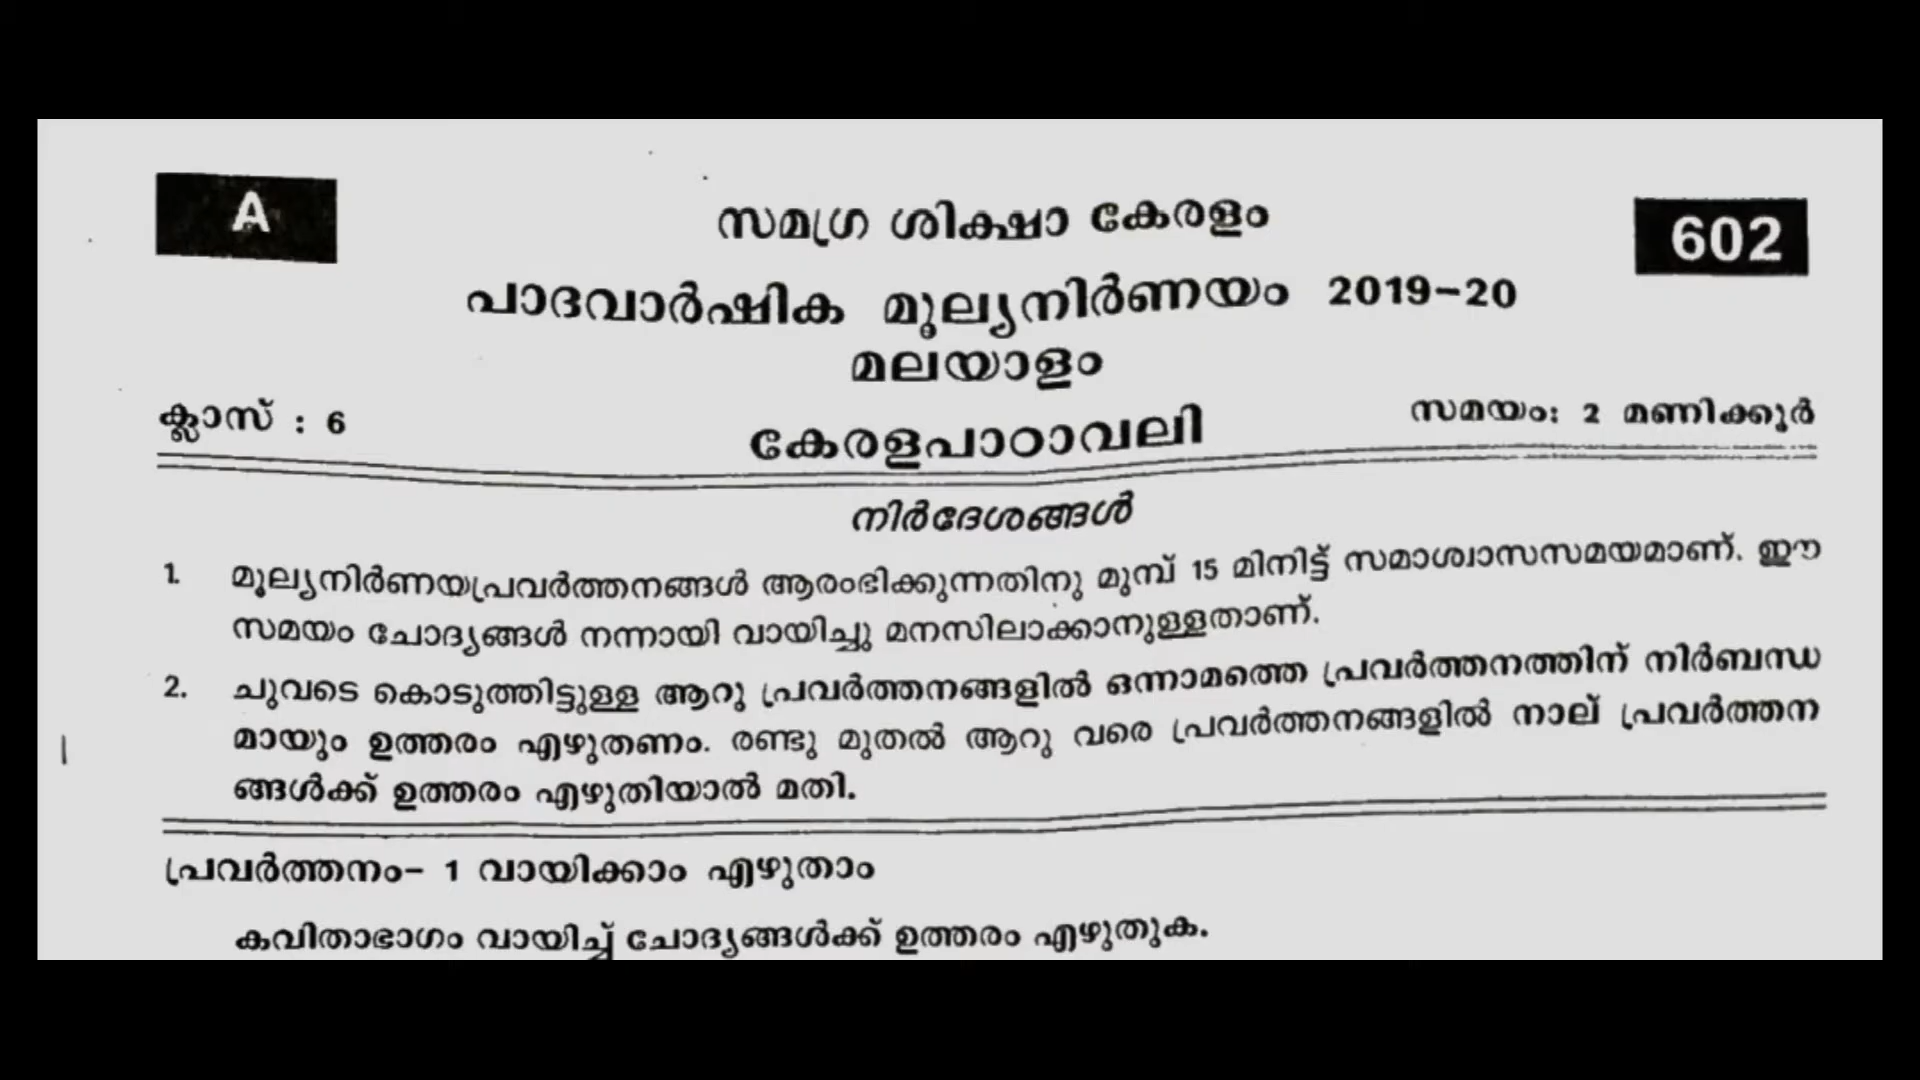 A
സമഗ്ര ശിക്ഷാ കേരളം
602
പാദവാർഷിക മൂല്യനിർണയം 2019-20
മലയാളം
ക്ലാസ് : 6
കേരളപാഠാവലി
സമയം: 2 മണിക്കൂർ
നിർദേശങ്ങൾ
1. മൂല്യനിർണയപ്രവർത്തനങ്ങൾ ആരംഭിക്കുന്നതിനു മുമ്പ് 15 മിനിട്ട് സമാശ്വാസസമയമാണ്. ഈ
സമയം ചോദ്യങ്ങൾ നന്നായി വായിച്ചു മനസിലാക്കാനുള്ളതാണ്.
2. ചുവടെ കൊടുത്തിട്ടുള്ള ആറു പ്രവർത്തനങ്ങളിൽ ഒന്നാമത്തെ പ്രവർത്തനത്തിന് നിർബന്ധ
മായും ഉത്തരം എഴുതണം. രണ്ടു മുതൽ ആറു വരെ പ്രവർത്തനങ്ങളിൽ നാല് പ്രവർത്തന
ങ്ങൾക്ക് ഉത്തരം എഴുതിയാൽ മതി.
പ്രവർത്തനം- 1 വായിക്കാം എഴുതാം
കവിതാഭാഗം വായിച്ച് ചോദ്യങ്ങൾക്ക് ഉത്തരം എഴുതുക.